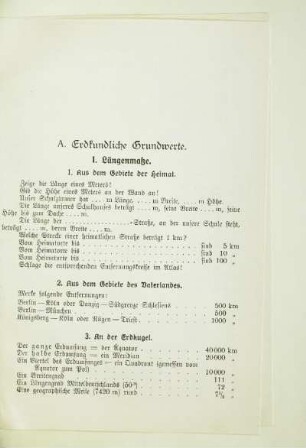 A. Erdkundliche Grundwerte.
I. Längenmaße.
1. Aus dem Gebiete der Heimat.
Zeige die Länge eines Meters!
Gib die Höhe eines Meters an der Wand an!
Unser Schulzimmer hat ... m Länge, ... m Breite, ... m Höhe.
Die Länge unseres Schulhauses beträgt .... m, seine Breite .... m, seine
Höhe bis zum Dache .... m.
Die Länge der ........................-Straße, an der unsere Schule steht,
beträgt .... m, deren Breite .... m.
Welche Strecke einer heimatlichen Straße beträgt 1 km?
Vom Heimatorte bis ........ sind 5 km
Vom Heimatorte bis ........ sind 10 „
Vom Heimatorte bis ........ sind 100 „
Schlage die entsprechenden Entfernungskreise im Atlas!
2. Aus dem Gebiete des Vaterlandes.
Merke folgende Entfernungen:
Berlin—Köln oder Danzig—Südgrenze Schlesiens . . 500 km
Berlin—München . . . . 500 „
Königsberg—Köln oder Rügen—Triest . . . . 1000 „
3. An der Erdkugel.
Der ganze Erdumfang = der Äquator . . . . 40000 km
Der halbe Erdumfang = ein Meridian . . . . 20000 „
Ein Viertel des Erdumfanges = ein Quadrant (gemessen vom
Äquator zum Pol) . . . . 10000 „
Ein Breitengrad . . . . 111 „
Ein Längengrad Mitteldeutschlands (50°) . . . . 72 „
Eine geographische Meile (7420 m) rund . . . . 7½ „